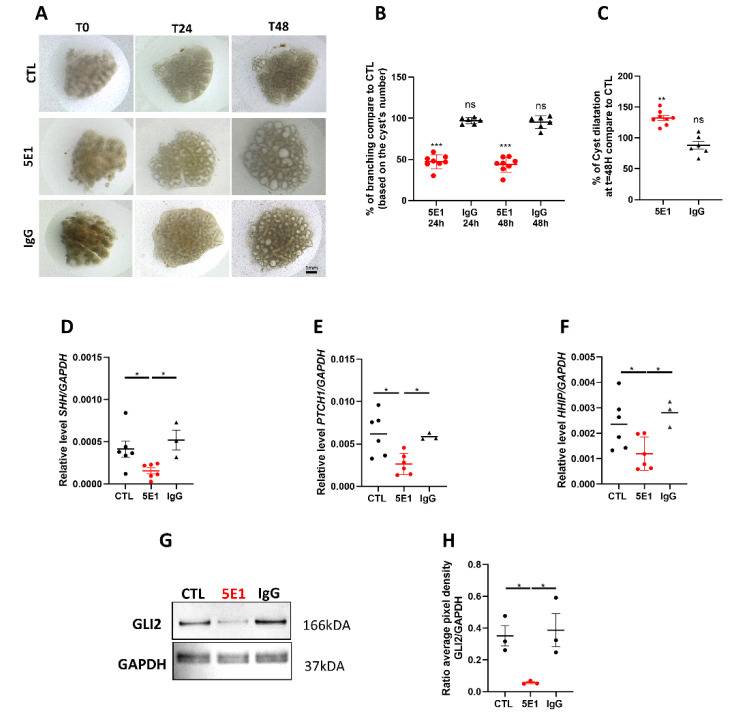 A
T0 T24 T48
CTL
5E1
IgG
1mm
B
% of branching compare to CTL
(based on the cyst's number)
150
100
50
0
*** ns *** ns
5E1 IgG 5E1 IgG
24h 24h 48h 48h
C
% of Cyst dilatation
at t=48H compare to CTL
200
150
100
50
0
** ns
5E1 IgG
D
Relative level SHH/GAPDH
0.0015
0.0010
0.0005
0.0000
* *
CTL 5E1 IgG
E
Relative level PTCH1/GAPDH
0.015
0.010
0.005
0.000
* *
CTL 5E1 IgG
F
Relative level HHIP/GAPDH
0.005
0.004
0.003
0.002
0.001
0.000
* *
CTL 5E1 IgG
G
CTL 5E1 IgG
GLI2 166kDA
GAPDH 37kDA
H
Ratio average pixel density
GLI2/GAPDH
0.8
0.6
0.4
0.2
0.0
* *
CTL 5E1 IgG